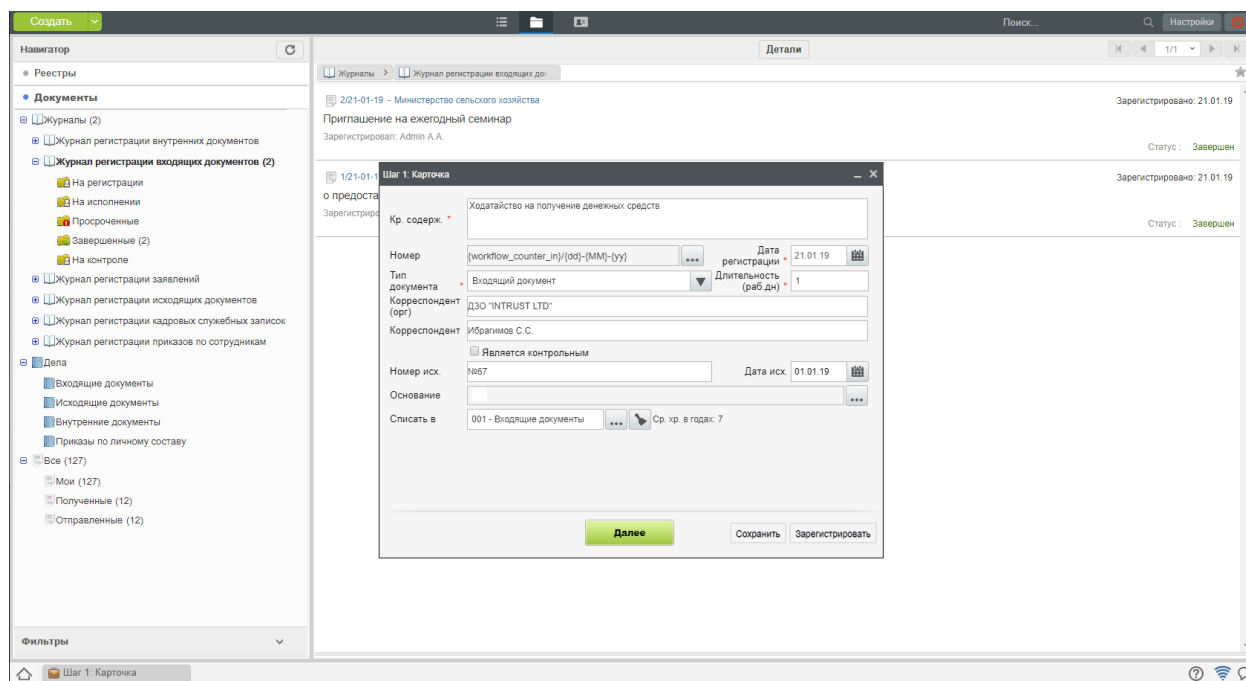 Создать
Поиск...
Настройки
Навигатор
Детали
1/1
Реестры
Журналы > Журнал регистрации входящих до
Документы
2/21-01-19 - Министерство сельского хозяйства
Зарегистрировано: 21.01.19
Приглашение на ежегодный семинар
Зарегистрировал: Admin A.A.
Статус : Завершен
Журналы (2)
Журнал регистрации внутренних документов
Журнал регистрации входящих документов (2)
На регистрации
На исполнении
Просроченные
Завершенные (2)
На контроле
Журнал регистрации заявлений
Журнал регистрации исходящих документов
Журнал регистрации кадровых служебных записок
Журнал регистрации приказов по сотрудникам
Дела
Входящие документы
Исходящие документы
Внутренние документы
Приказы по личному составу
Все (127)
Мои (127)
Полученные (12)
Отправленные (12)
Фильтры
1/21-01-1
Зарегистрировано: 21.01.19
о предоста
Зарегистриро
Статус : Завершен
Шаг 1: Карточка
Кр. содерж. *
Ходатайство на получение денежных средств
Номер {workflow_counter_in}/{dd}-{MM}-{yy} ...
Дата регистрации * 21.01.19
Тип документа * Входящий документ
Длительность (раб.дн) * 1
Корреспондент (орг) ДЗО "INTRUST LTD"
Корреспондент Ибрагимов С.С.
Является контрольным
Номер исх. №67 Дата исх. 01.01.19
Основание ...
Списать в 001 - Входящие документы ... Ср. хр. в годах: 7
Далее
Сохранить
Зарегистрировать
Шаг 1: Карточка